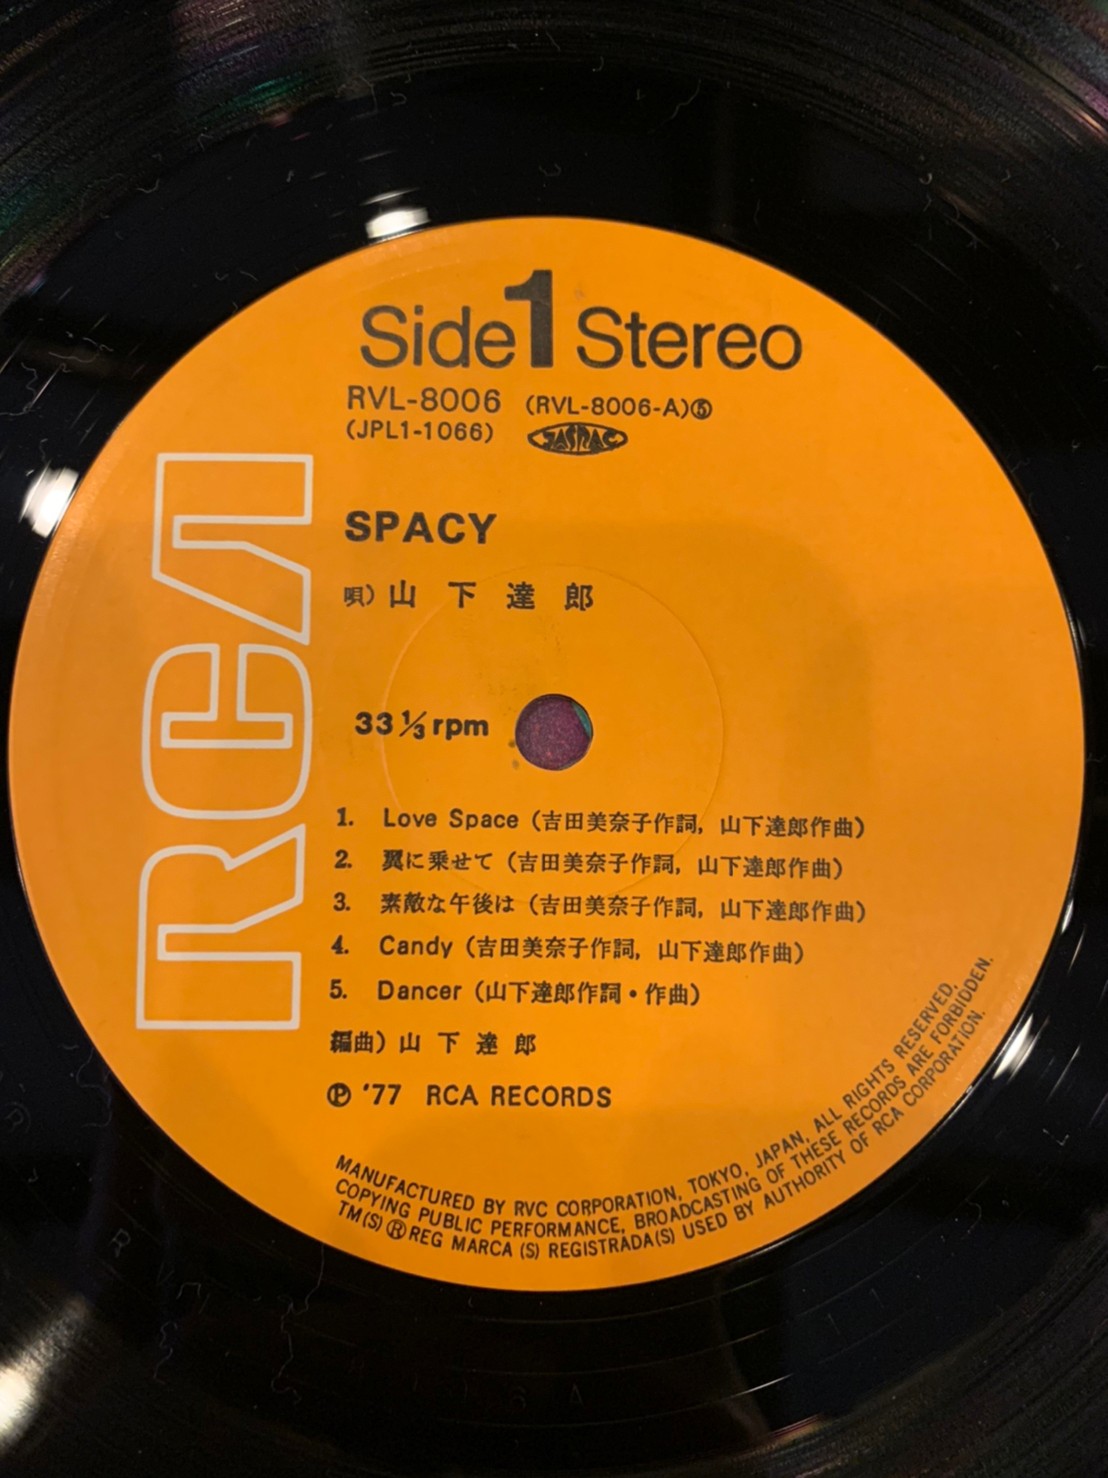 Side 1 Stereo
RVL-8006 (RVL-8006-A)⑤
(JPL1-1066) JASRAC
RCA
SPACY
唄) 山下達郎
33⅓rpm
1. Love Space (吉田美奈子作詞, 山下達郎作曲)
2. 翼に乗せて (吉田美奈子作詞, 山下達郎作曲)
3. 素敵な午後は (吉田美奈子作詞, 山下達郎作曲)
4. Candy (吉田美奈子作詞, 山下達郎作曲)
5. Dancer (山下達郎作詞・作曲)
編曲) 山下達郎
Ⓟ '77 RCA RECORDS
MANUFACTURED BY RVC CORPORATION, TOKYO, JAPAN, ALL RIGHTS RESERVED,
COPYING PUBLIC PERFORMANCE, BROADCASTING OF THESE RECORDS ARE FORBIDDEN.
TM(S) ® REG MARCA (S) REGISTRADA(S) USED BY AUTHORITY OF RCA CORPORATION.